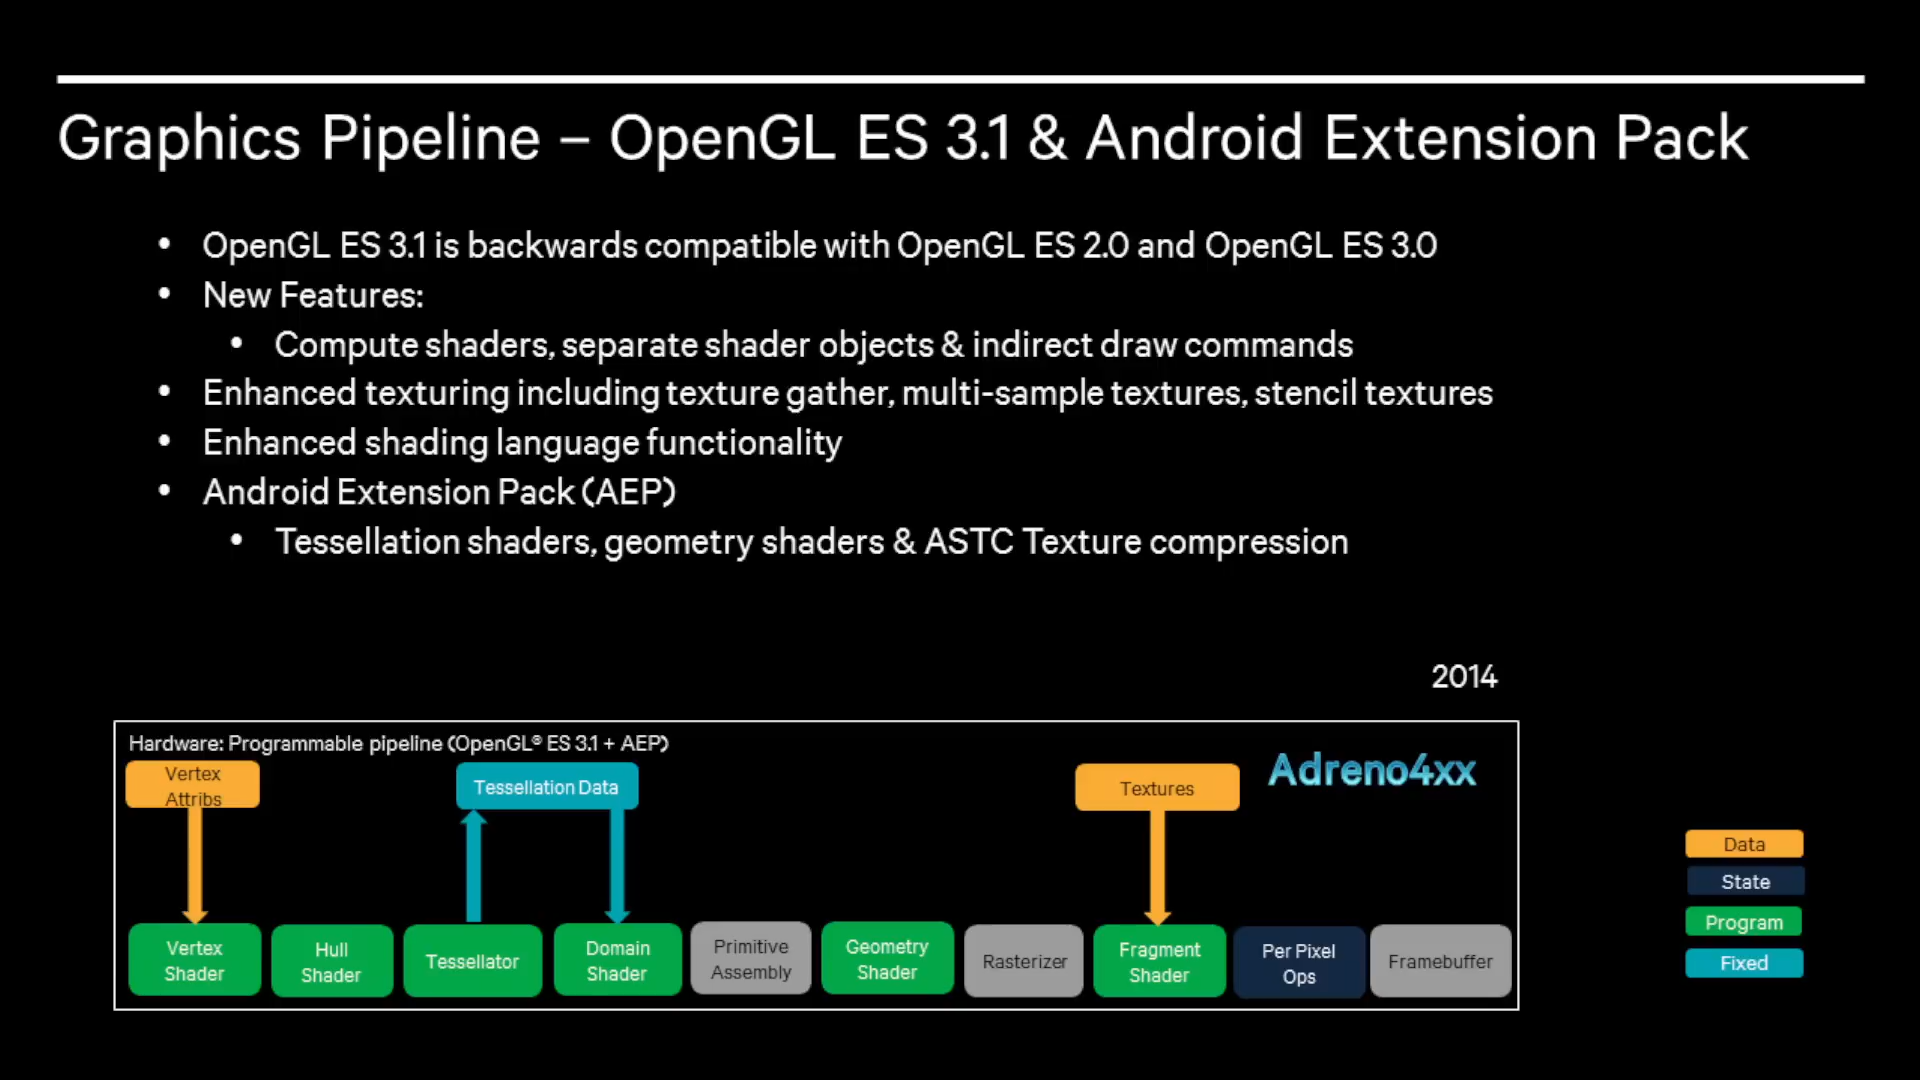 Graphics Pipeline – OpenGL ES 3.1 & Android Extension Pack
• OpenGL ES 3.1 is backwards compatible with OpenGL ES 2.0 and OpenGL ES 3.0
• New Features:
• Compute shaders, separate shader objects & indirect draw commands
• Enhanced texturing including texture gather, multi-sample textures, stencil textures
• Enhanced shading language functionality
• Android Extension Pack (AEP)
• Tessellation shaders, geometry shaders & ASTC Texture compression
2014
Hardware: Programmable pipeline (OpenGL® ES 3.1 + AEP)
Adreno4xx
Vertex
Attribs
Tessellation Data
Textures
Vertex
Shader
Hull
Shader
Tessellator
Domain
Shader
Primitive
Assembly
Geometry
Shader
Rasterizer
Fragment
Shader
Per Pixel
Ops
Framebuffer
Data
State
Program
Fixed